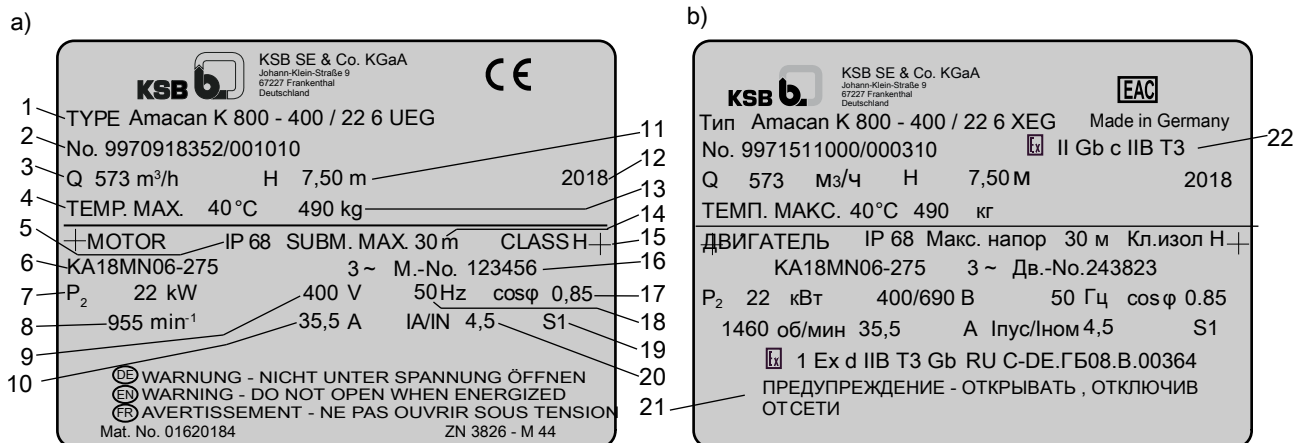 a)
KSB b.
KSB SE & Co. KGaA
Johann-Klein-Straße 9
67227 Frankenthal
Deutschland
CE
1 TYPE Amacan K 800 - 400 / 22 6 UEG
2 No. 9970918352/001010
3 Q 573 m³/h H 7,50 m 11
2018 12
4 TEMP. MAX. 40°C 490 kg 13
14
5 MOTOR IP 68 SUBM. MAX. 30 m CLASS H 15
6 KA18MN06-275 3 ~ M.-No. 123456 16
7 P2 22 kW 400 V 50 Hz cosφ 0,85 17
18
8 955 min-1 35,5 A IA/IN 4,5 S1 19
9
10
20
DE WARNUNG - NICHT UNTER SPANNUNG ÖFFNEN
EN WARNING - DO NOT OPEN WHEN ENERGIZED
FR AVERTISSEMENT - NE PAS OUVRIR SOUS TENSION
Mat. No. 01620184 ZN 3826 - M 44
b)
KSB b.
KSB SE & Co. KGaA
Johann-Klein-Straße 9
67227 Frankenthal
Deutschland
EAC
Тип Amacan K 800 - 400 / 22 6 XEG Made in Germany
No. 9971511000/000310 Ex II Gb c IIB T3 22
Q 573 м3/ч H 7,50 м 2018
ТЕМП. МАКС. 40°C 490 кг
ДВИГАТЕЛЬ IP 68 Макс. напор 30 м Кл.изол H
KA18MN06-275 3 ~ Дв.-No.243823
P2 22 кВт 400/690 В 50 Гц cosφ 0.85
1460 об/мин 35,5 A Iпус/Iном 4,5 S1
Ex 1 Ex d IIB T3 Gb RU C-DE.ГБ08.В.00364
21 ПРЕДУПРЕЖДЕНИЕ - ОТКРЫВАТЬ , ОТКЛЮЧИВ
ОТ СЕТИ